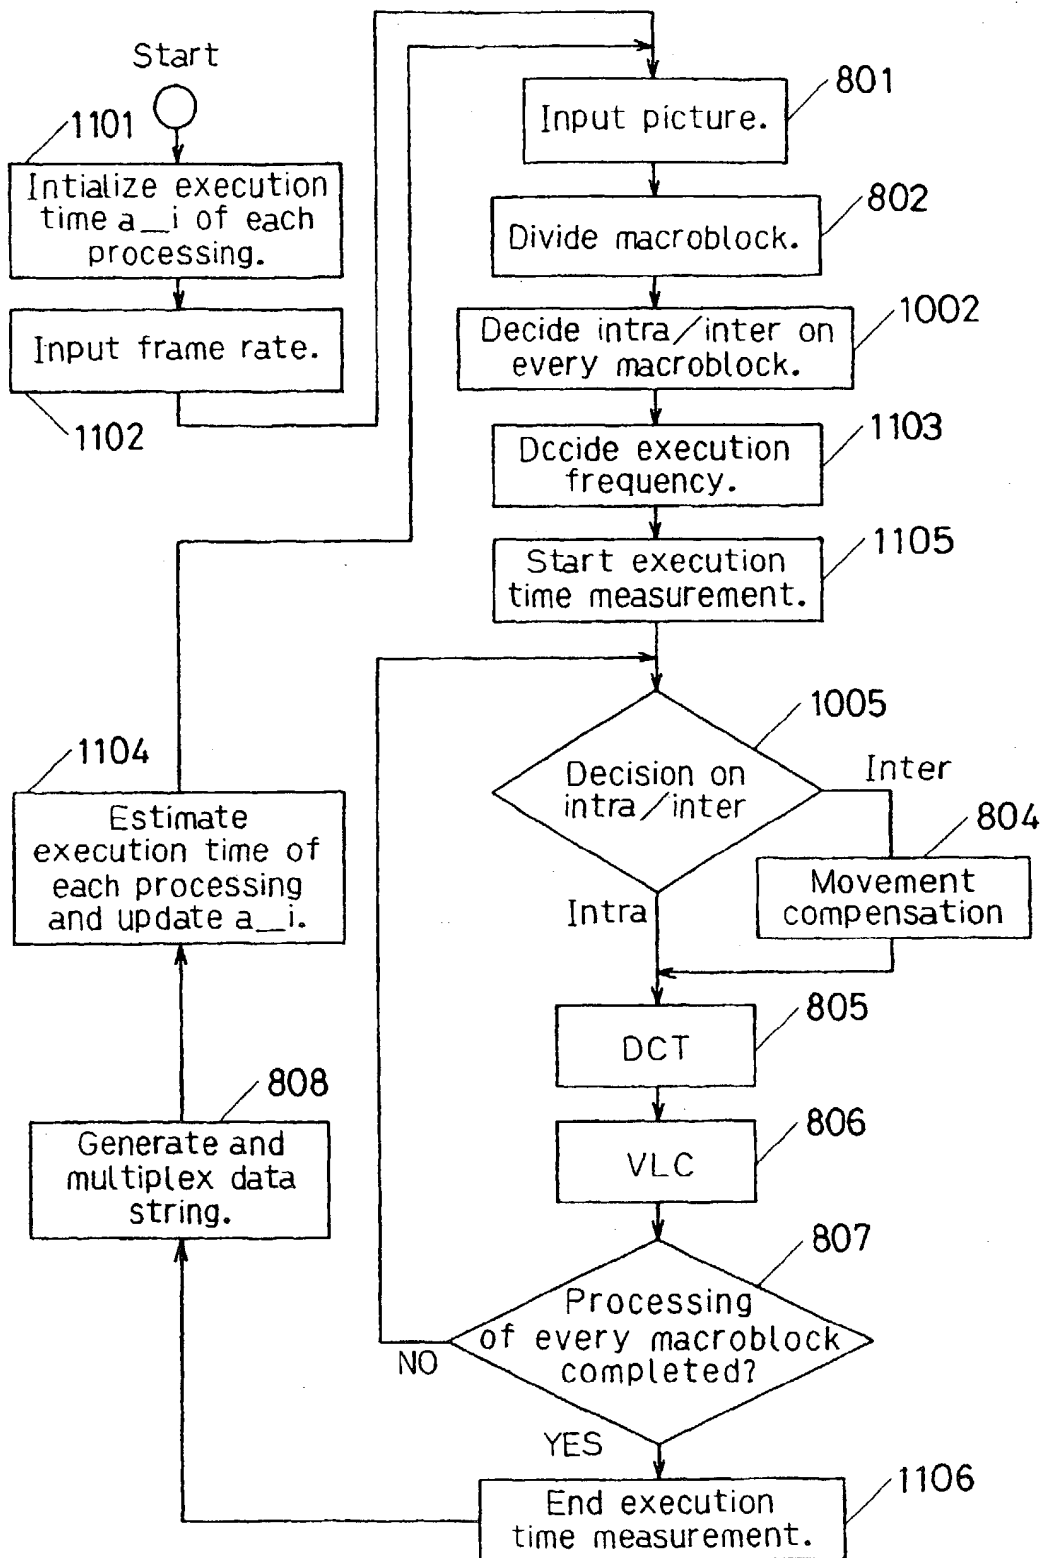 Start
1101
Intialize execution
time a_i of each
processing.
Input frame rate.
1102
801
Input picture.
802
Divide macroblock.
1002
Decide intra/inter on
every macroblock.
1103
Dccide execution
frequency.
1105
Start execution
time measurement.
1005
Decision on
intra/inter
Inter
804
Movement
compensation
Intra
805
DCT
806
VLC
807
Processing
of every macroblock
completed?
NO
YES
1106
End execution
time measurement.
808
Generate and
multiplex data
string.
1104
Estimate
execution time of
each processing
and update a_i.